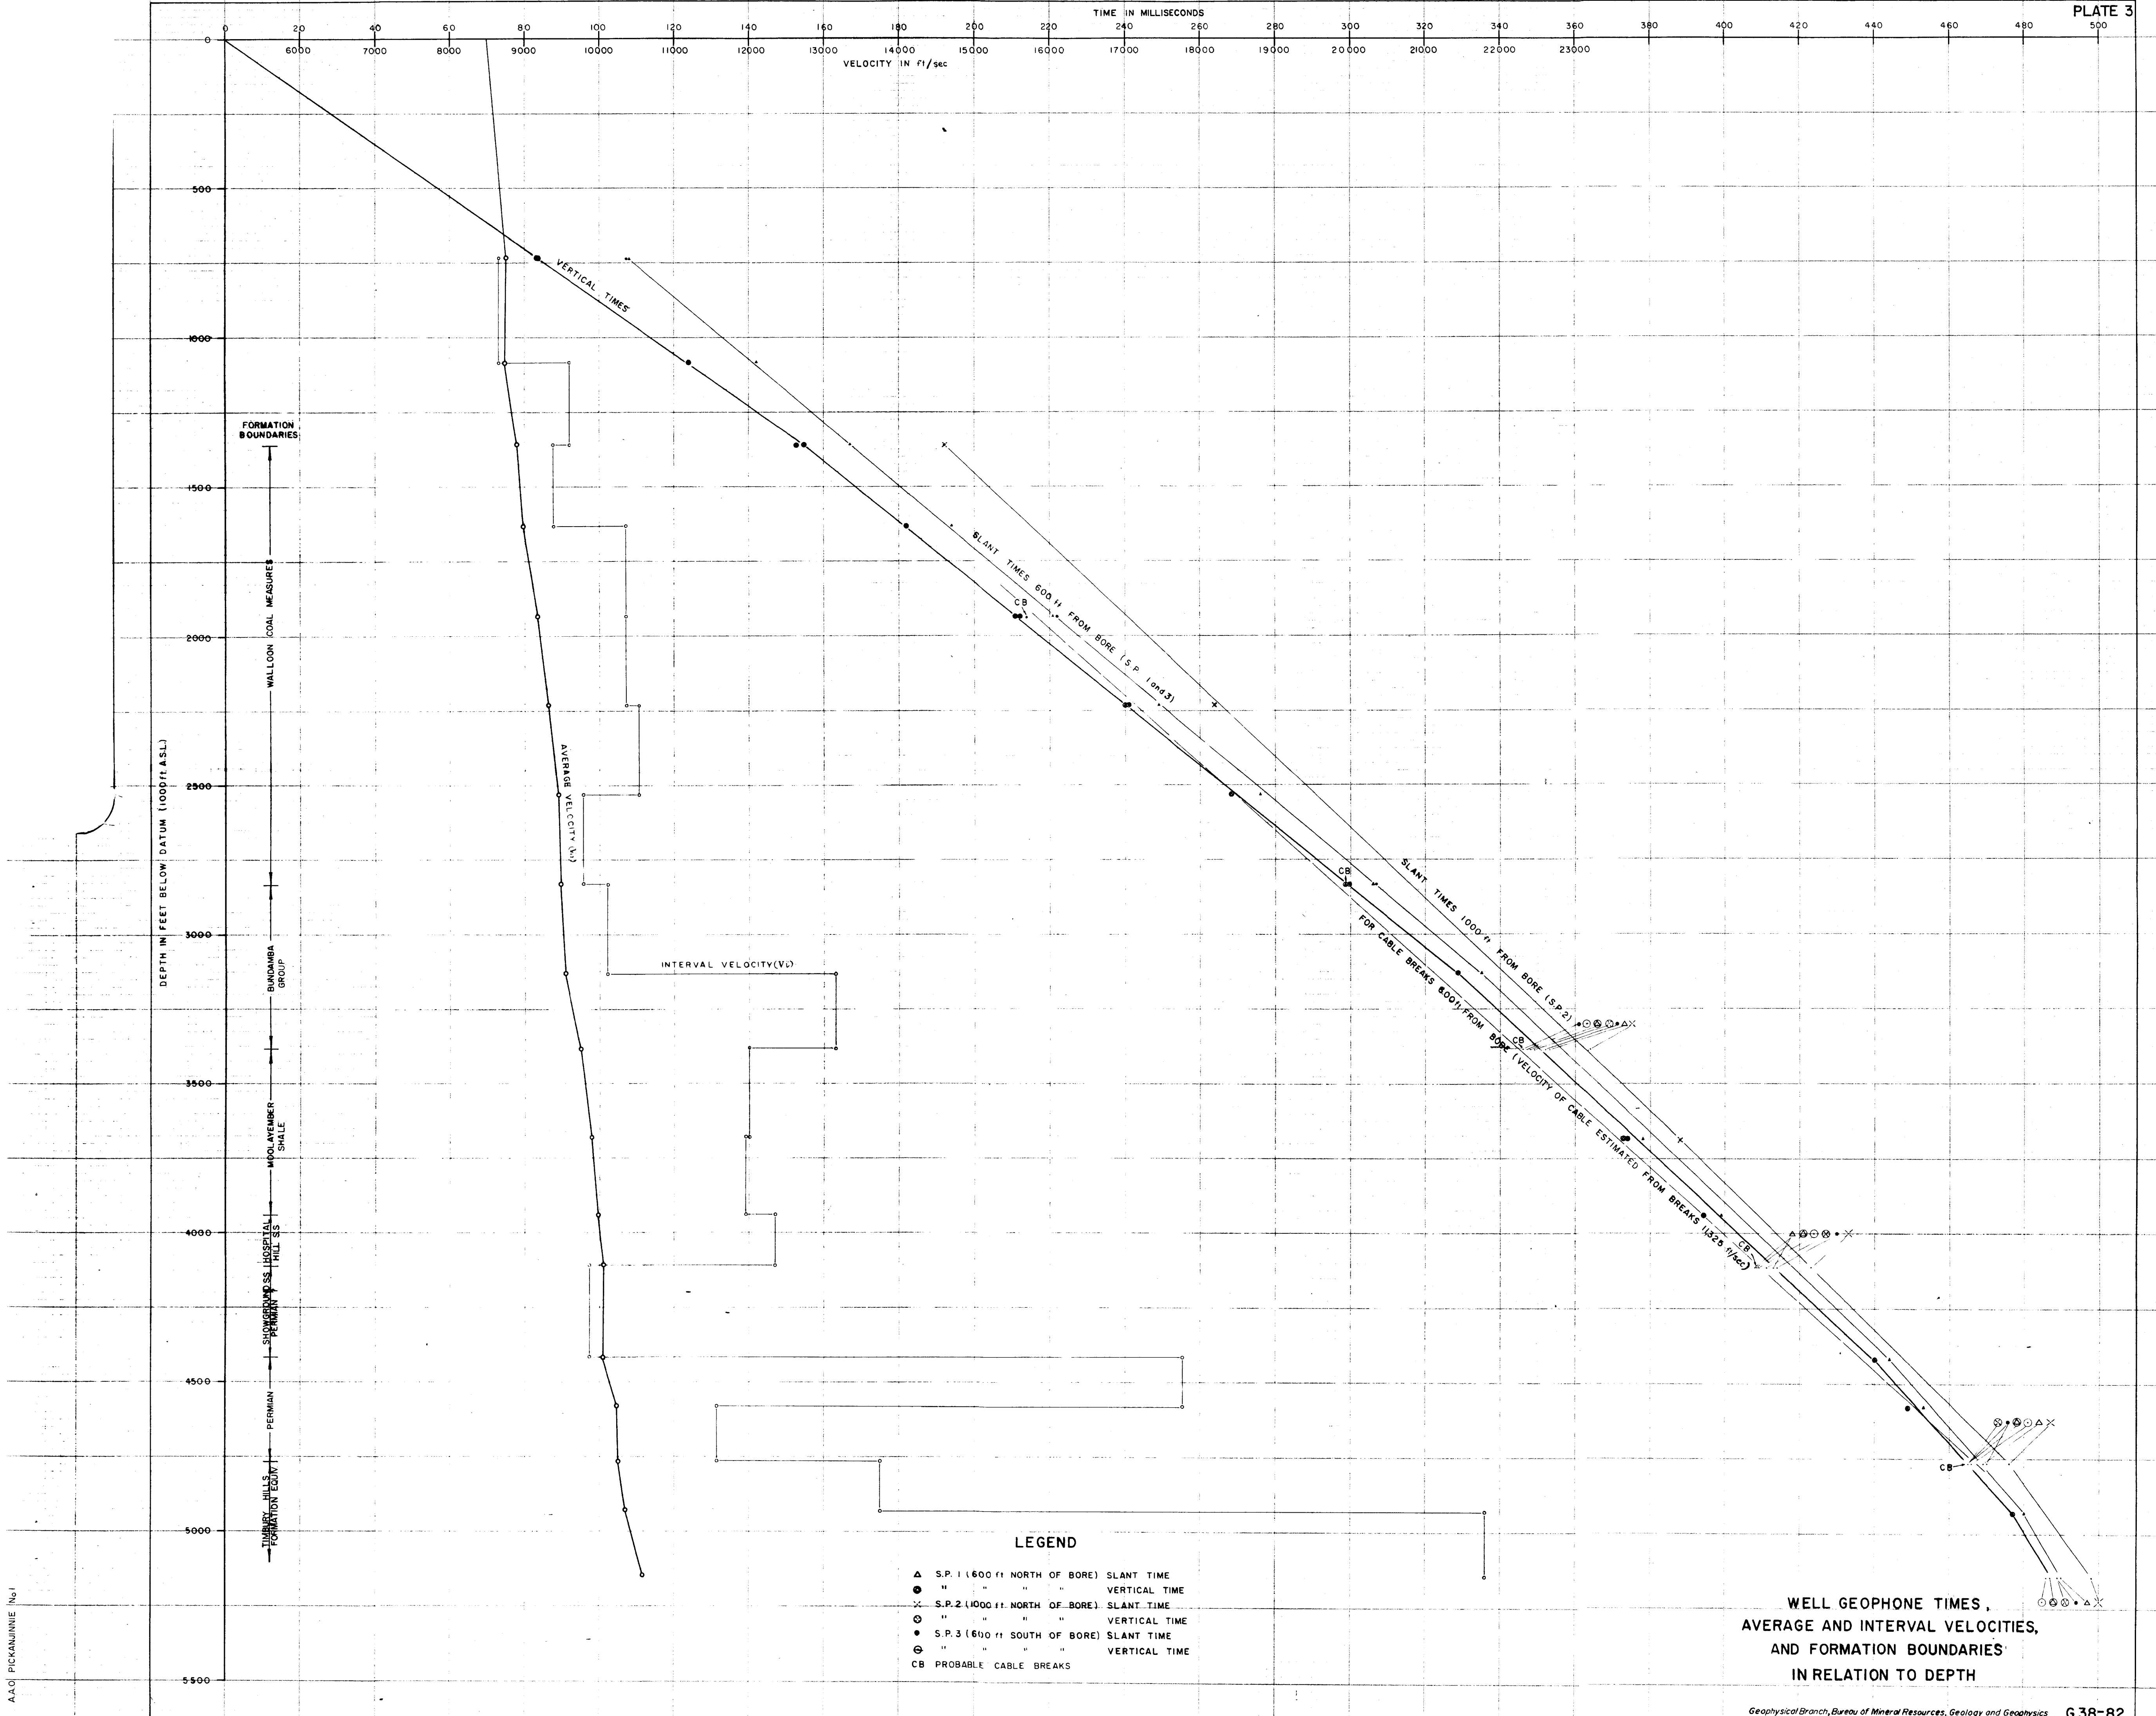 PLATE 3
TIME IN MILLISECONDS
0 20 40 60 80 100 120 140 160 180 200 220 240 260 280 300 320 340 360 380 400 420 440 460 480 500
0
6000 7000 8000 9000 10000 11000 12000 13000 14000 15000 16000 17000 18000 19000 20000 21000 22000 23000
VELOCITY IN ft/sec
500
VERTICAL TIMES
1000
FORMATION
BOUNDARIES
1500
SLANT TIMES 600 ft FROM BORE (S.P. 1 and 3)
CB
WALLOON COAL MEASURES
2000
DEPTH IN FEET BELOW DATUM (1000 ft. A.S.L.)
AVERAGE VELOCITY (Va)
2500
CB
SLANT TIMES 1000 ft FROM BORE (S.P.2)
FOR CABLE BREAKS 600 ft FROM BORE (VELOCITY OF CABLE ESTIMATED FROM BREAKS 11,325 ft/sec)
BUNDAMBA
GROUP
3000
INTERVAL VELOCITY (Vi)
CB
3500
MOOLAYEMBER
SHALE
HOSPITAL
HILL SS
4000
CB
SHOWGROUND SS
PERMIAN ?
4500
PERMIAN
CB
TIMBURY HILLS
FORMATION EQUIV
5000
5500
LEGEND
△ S.P. 1 (600 ft NORTH OF BORE) SLANT TIME
" " " " VERTICAL TIME
× S.P. 2 (1000 ft NORTH OF BORE) SLANT TIME
⊗ " " " " VERTICAL TIME
• S.P. 3 (600 ft SOUTH OF BORE) SLANT TIME
⊖ " " " " VERTICAL TIME
CB PROBABLE CABLE BREAKS
WELL GEOPHONE TIMES,
AVERAGE AND INTERVAL VELOCITIES,
AND FORMATION BOUNDARIES
IN RELATION TO DEPTH
Geophysical Branch, Bureau of Mineral Resources, Geology and Geophysics G38-82
A.A.O. PICKANJINNIE No 1